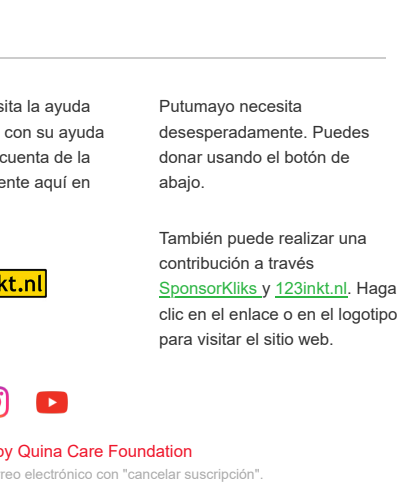 sita la ayuda
con su ayuda
cuenta de la
ente aquí en
kt.nl
Putumayo necesita
desesperadamente. Puedes
donar usando el botón de
abajo.
También puede realizar una
contribución a través
SponsorKliks y 123inkt.nl. Haga
clic en el enlace o en el logotipo
para visitar el sitio web.
by Quina Care Foundation
reo electrónico con "cancelar suscripción".